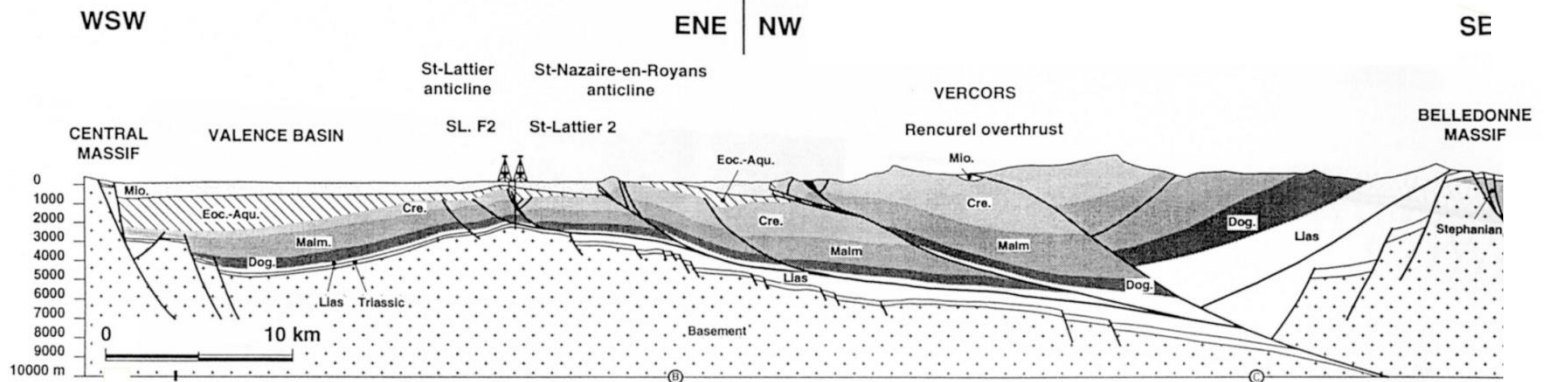 WSW
ENE
NW
SE
St-Lattier
anticline
St-Nazaire-en-Royans
anticline
VERCORS
BELLEDONNE
MASSIF
CENTRAL
MASSIF
VALENCE BASIN
SL. F2
St-Lattier 2
Rencurel overthrust
Eoc.-Aqu.
Mio.
0
1000
2000
3000
4000
5000
6000
7000
8000
9000
10000 m
Mio.
Eoc.-Aqu.
Cre.
Malm.
Dog.
Lias
Triassic
Cre.
Malm
Lias
Cre.
Malm
Dog.
Dog.
Lias
Stephanian
Basement
0
10 km
B
C